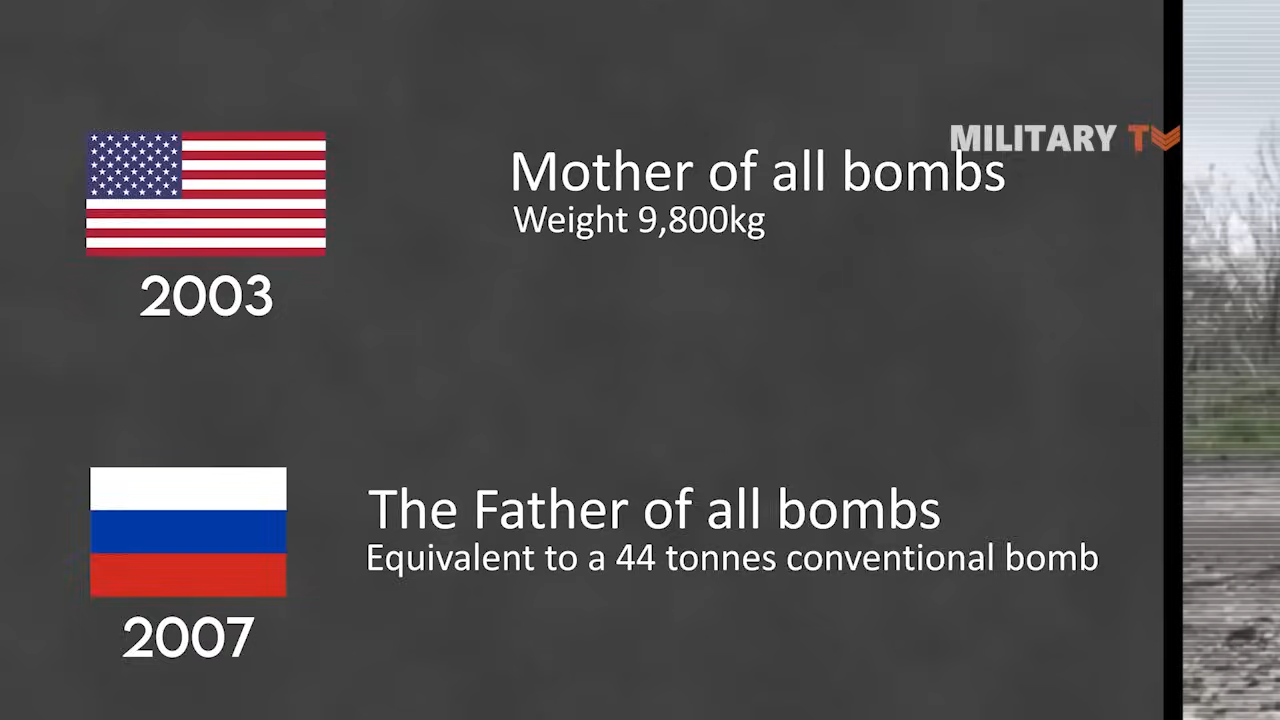 MILITARY TV
Mother of all bombs
Weight 9,800kg
2003
The Father of all bombs
Equivalent to a 44 tonnes conventional bomb
2007